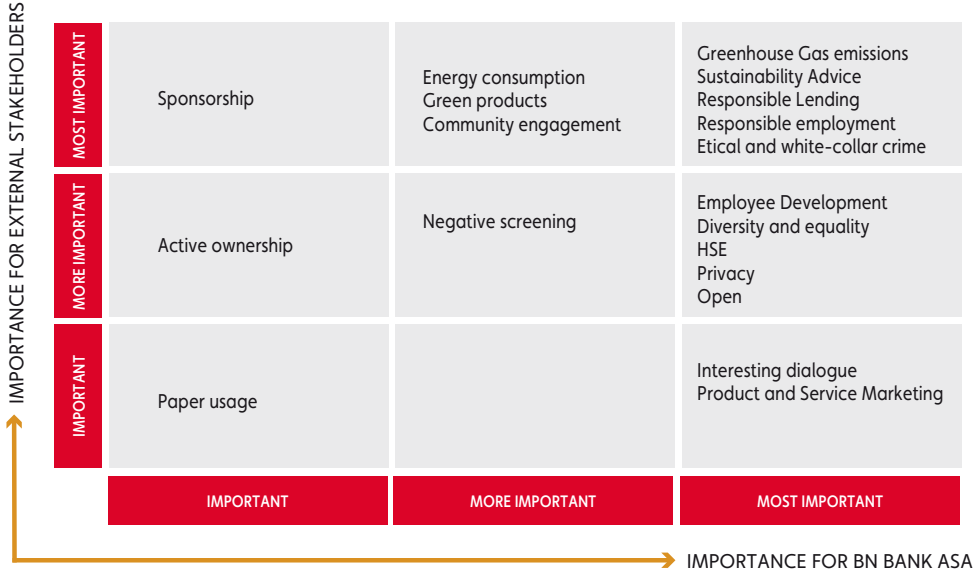 IMPORTANCE FOR EXTERNAL STAKEHOLDERS
MOST IMPORTANT
Sponsorship
Energy consumption
Green products
Community engagement
Greenhouse Gas emissions
Sustainability Advice
Responsible Lending
Responsible employment
Etical and white-collar crime
MORE IMPORTANT
Active ownership
Negative screening
Employee Development
Diversity and equality
HSE
Privacy
Open
IMPORTANT
Paper usage
Interesting dialogue
Product and Service Marketing
IMPORTANT
MORE IMPORTANT
MOST IMPORTANT
IMPORTANCE FOR BN BANK ASA